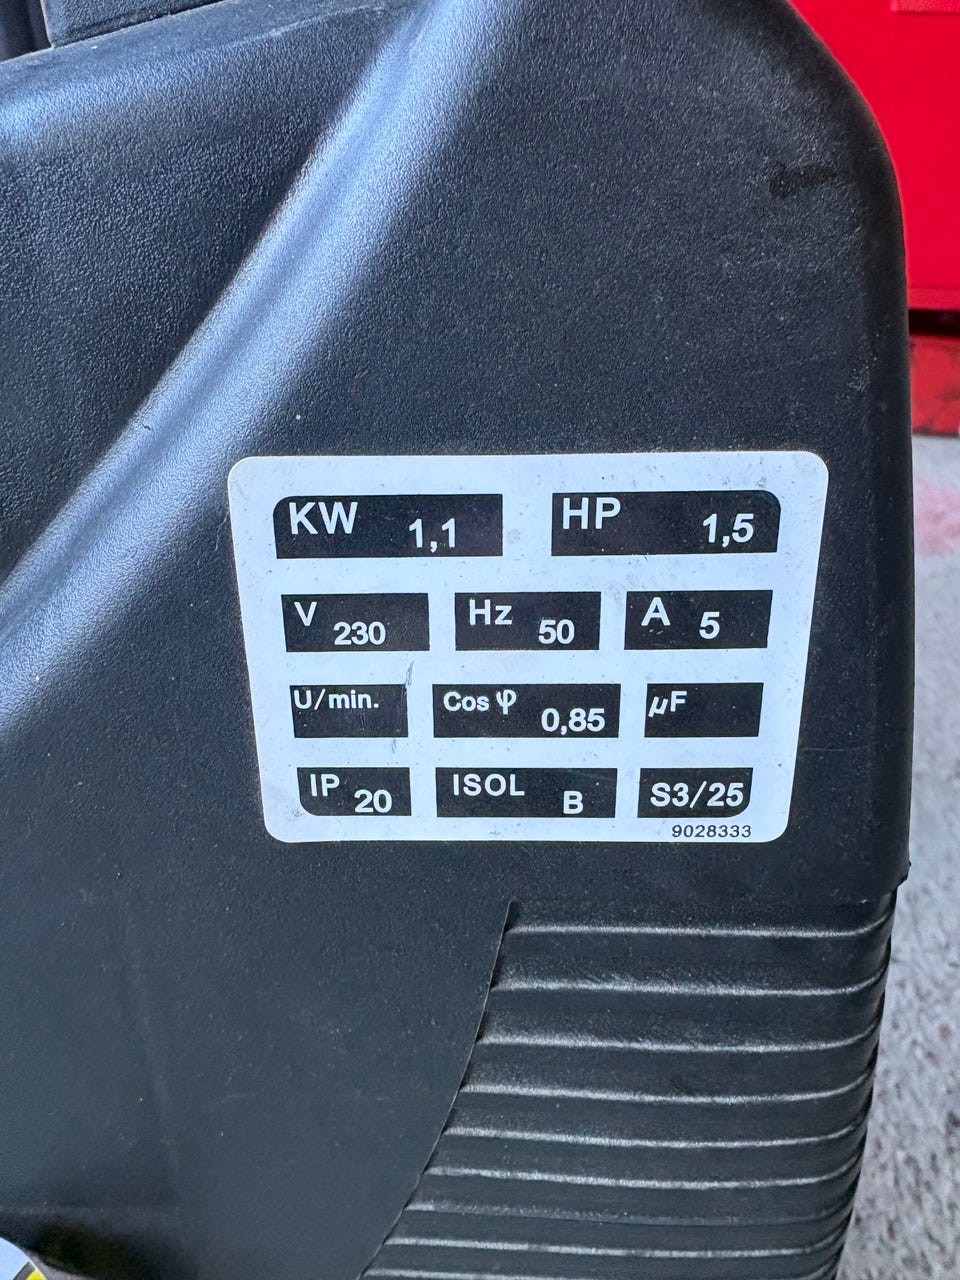 KW 1,1 HP 1,5
V 230 Hz 50 A 5
U/min. Cos φ 0,85 µF
IP 20 ISOL B S3/25
9028333